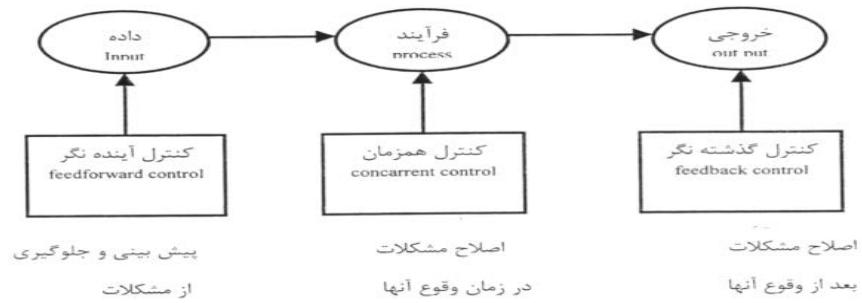 داده
Input
فرآیند
process
خروجی
out put
کنترل آینده نگر
feedforward control
کنترل همزمان
concarrent control
کنترل گذشته نگر
feedback control
پیش بینی و جلوگیری
از مشکلات
اصلاح مشکلات
در زمان وقوع آنها
اصلاح مشکلات
بعد از وقوع آنها